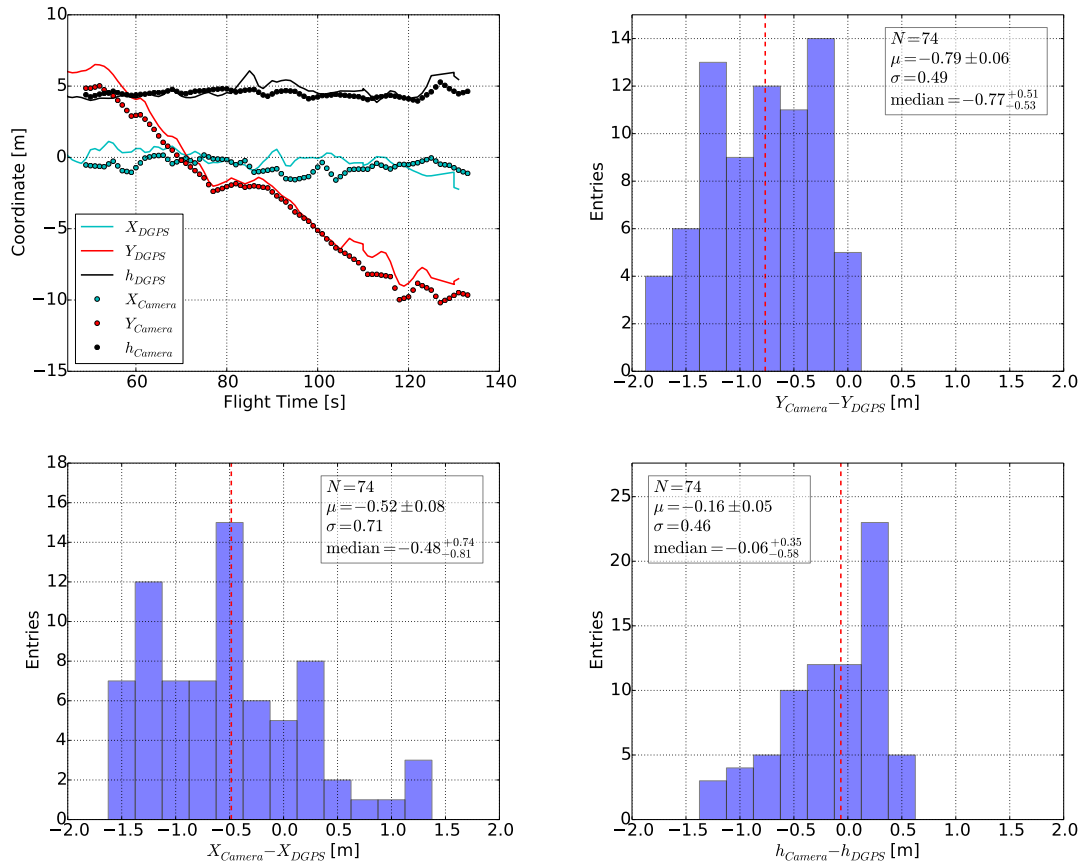 10
5
0
−5
−10
−15
Coordinate [m]
X_DGPS
Y_DGPS
h_DGPS
X_Camera
Y_Camera
h_Camera
60 80 100 120 140
Flight Time [s]
14
12
10
8
6
4
2
0
Entries
N=74
μ=−0.79±0.06
σ=0.49
median=−0.77 +0.51 −0.53
−2.0 −1.5 −1.0 −0.5 0.0 0.5 1.0 1.5 2.0
Y_Camera−Y_DGPS [m]
18
16
14
12
10
8
6
4
2
0
Entries
N=74
μ=−0.52±0.08
σ=0.71
median=−0.48 +0.74 −0.81
−2.0 −1.5 −1.0 −0.5 0.0 0.5 1.0 1.5 2.0
X_Camera−X_DGPS [m]
25
20
15
10
5
0
Entries
N=74
μ=−0.16±0.05
σ=0.46
median=−0.06 +0.35 −0.58
−2.0 −1.5 −1.0 −0.5 0.0 0.5 1.0 1.5 2.0
h_Camera−h_DGPS [m]